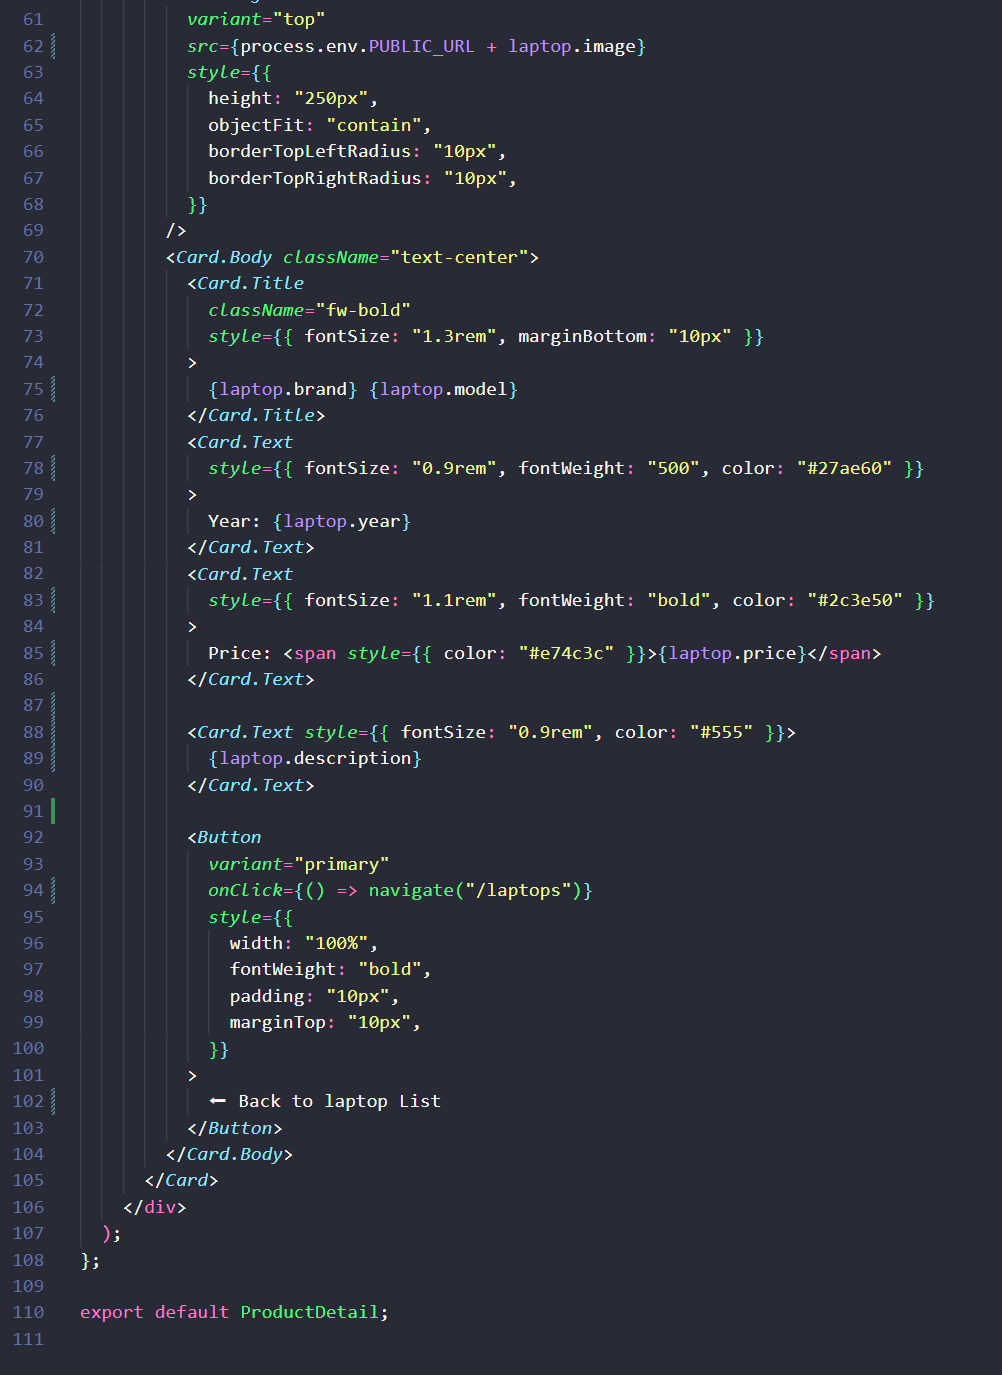 61 variant="top"
62 src={process.env.PUBLIC_URL + laptop.image}
63 style={{
64 height: "250px",
65 objectFit: "contain",
66 borderTopLeftRadius: "10px",
67 borderTopRightRadius: "10px",
68 }}
69 />
70 <Card.Body className="text-center">
71 <Card.Title
72 className="fw-bold"
73 style={{ fontSize: "1.3rem", marginBottom: "10px" }}
74 >
75 {laptop.brand} {laptop.model}
76 </Card.Title>
77 <Card.Text
78 style={{ fontSize: "0.9rem", fontWeight: "500", color: "#27ae60" }}
79 >
80 Year: {laptop.year}
81 </Card.Text>
82 <Card.Text
83 style={{ fontSize: "1.1rem", fontWeight: "bold", color: "#2c3e50" }}
84 >
85 Price: <span style={{ color: "#e74c3c" }}>{laptop.price}</span>
86 </Card.Text>
87
88 <Card.Text style={{ fontSize: "0.9rem", color: "#555" }}>
89 {laptop.description}
90 </Card.Text>
91
92 <Button
93 variant="primary"
94 onClick={() => navigate("/laptops")}
95 style={{
96 width: "100%",
97 fontWeight: "bold",
98 padding: "10px",
99 marginTop: "10px",
100 }}
101 >
102 ⬅ Back to laptop List
103 </Button>
104 </Card.Body>
105 </Card>
106 </div>
107 );
108 };
109
110 export default ProductDetail;
111